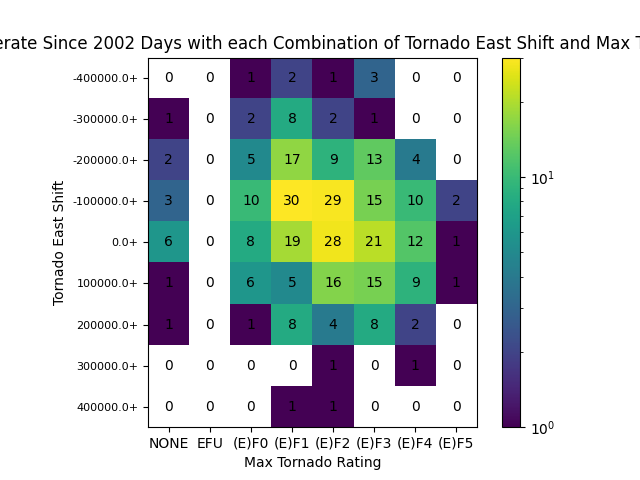 erate Since 2002 Days with each Combination of Tornado East Shift and Max T
Tornado East Shift
-400000.0+ 0 0 1 2 1 3 0 0
-300000.0+ 1 0 2 8 2 1 0 0
-200000.0+ 2 0 5 17 9 13 4 0
-100000.0+ 3 0 10 30 29 15 10 2
0.0+ 6 0 8 19 28 21 12 1
100000.0+ 1 0 6 5 16 15 9 1
200000.0+ 1 0 1 8 4 8 2 0
300000.0+ 0 0 0 0 1 0 1 0
400000.0+ 0 0 0 1 1 0 0 0
NONE EFU (E)F0 (E)F1 (E)F2 (E)F3 (E)F4 (E)F5
Max Tornado Rating
10¹
10⁰